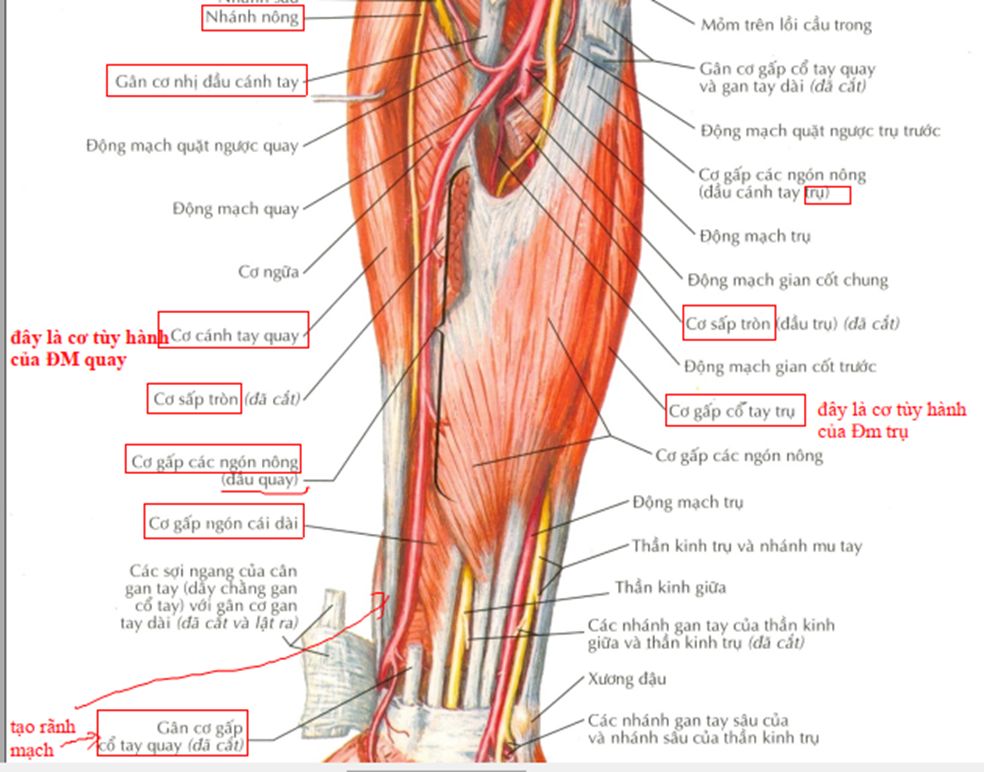 Nhánh sâu
Nhánh nông
Gân cơ nhị đầu cánh tay
Động mạch quặt ngược quay
Động mạch quay
Cơ ngửa
đây là cơ tùy hành
của ĐM quay
Cơ cánh tay quay
Cơ sấp tròn (đã cắt)
Cơ gấp các ngón nông
(đầu quay)
Cơ gấp ngón cái dài
Các sợi ngang của cân
gan tay (dây chằng gan
cổ tay) với gân cơ gan
tay dài (đã cắt và lật ra)
tạo rãnh
mạch
Gân cơ gấp
cổ tay quay (đã cắt)
Mỏm trên lồi cầu trong
Gân cơ gấp cổ tay quay
và gan tay dài (đã cắt)
Động mạch quặt ngược trụ trước
Cơ gấp các ngón nông
(đầu cánh tay trụ)
Động mạch trụ
Động mạch gian cốt chung
Cơ sấp tròn (đầu trụ) (đã cắt)
Động mạch gian cốt trước
Cơ gấp cổ tay trụ
đây là cơ tùy hành
của Đm trụ
Cơ gấp các ngón nông
Động mạch trụ
Thần kinh trụ và nhánh mu tay
Thần kinh giữa
Các nhánh gan tay của thần kinh
giữa và thần kinh trụ (đã cắt)
Xương đậu
Các nhánh gan tay sâu của
và nhánh sâu của thần kinh trụ